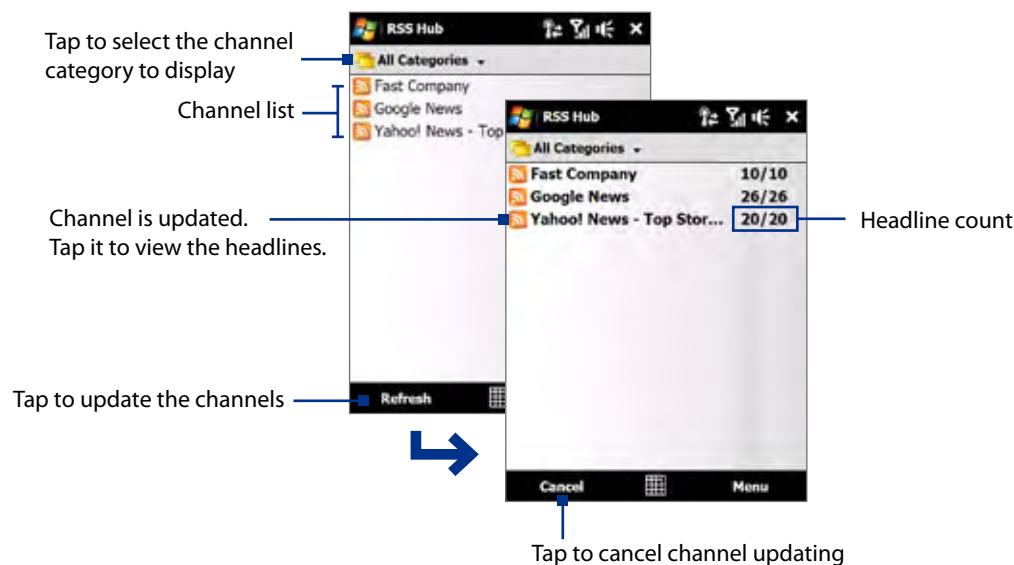 RSS Hub
Tap to select the channel
category to display
All Categories
Channel list
Fast Company
Google News
Yahoo! News - Top
RSS Hub
All Categories
Fast Company 10/10
Google News 26/26
Yahoo! News - Top Stor... 20/20
Channel is updated.
Tap it to view the headlines.
Headline count
Tap to update the channels
Refresh
Cancel Menu
Tap to cancel channel updating